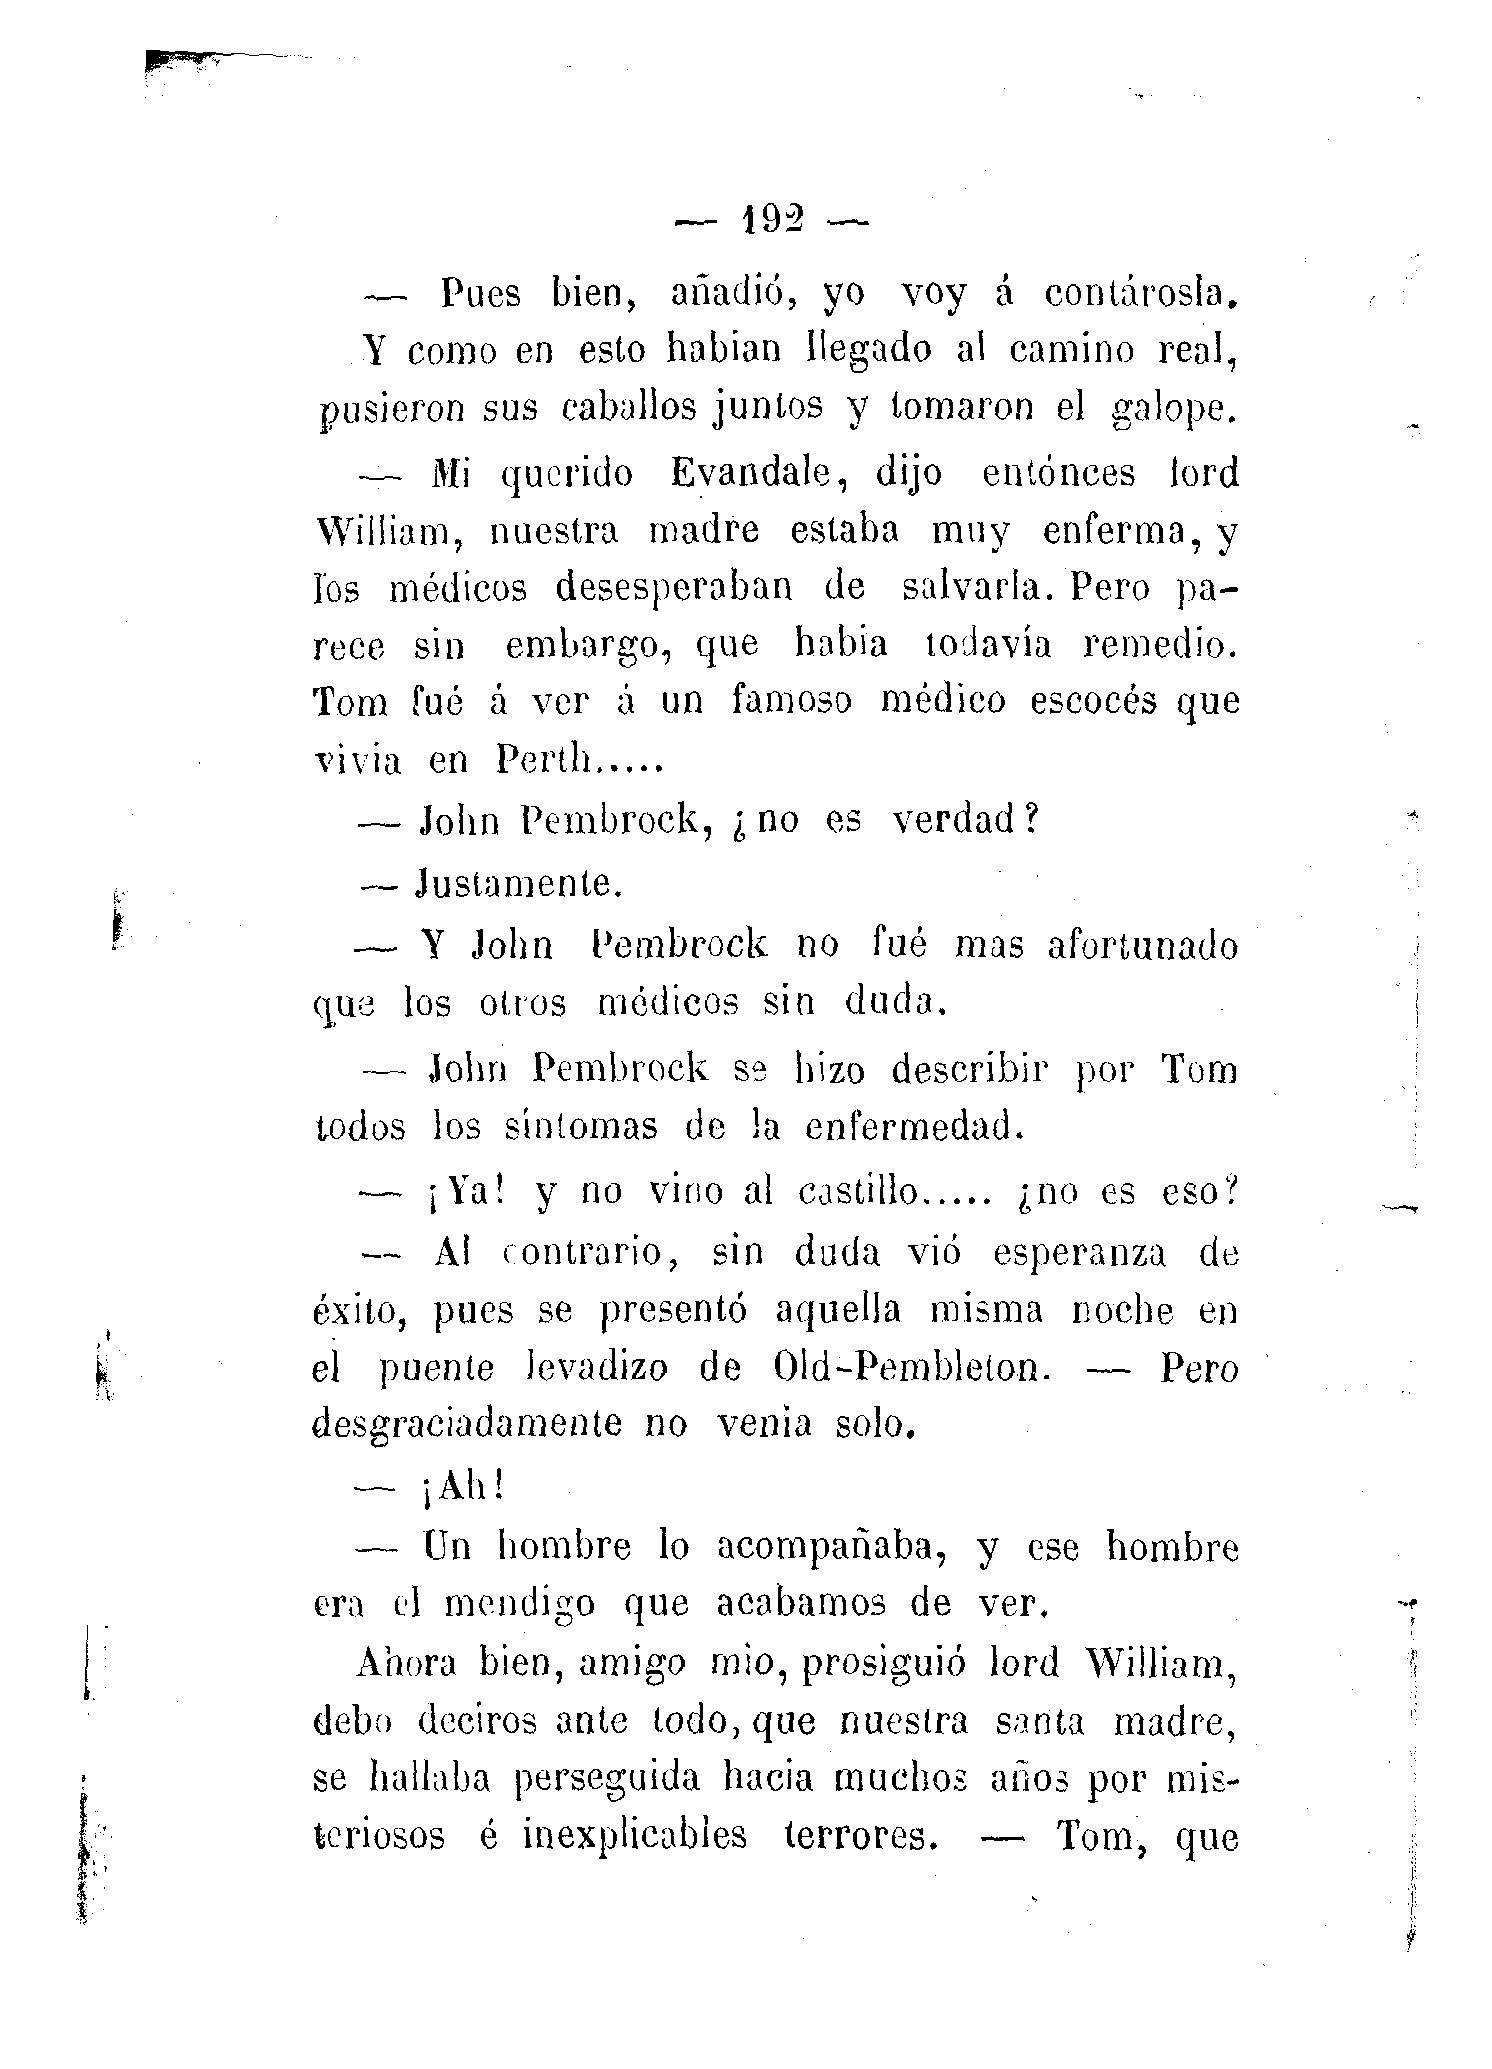 — 192 —
— Pues bien, añadió, yo voy á contárosla.
Y como en esto habian llegado al camino real,
pusieron sus caballos juntos y tomaron el galope.
— Mi querido Evandale, dijo entónces lord
William, nuestra madre estaba muy enferma, y
los médicos desesperaban de salvarla. Pero pa-
rece sin embargo, que habia todavía remedio.
Tom fué á ver á un famoso médico escocés que
vivia en Perth.....
— John Pembrock, ¿no es verdad?
— Justamente.
— Y John Pembrock no fué mas afortunado
que los otros médicos sin duda.
— John Pembrock se hizo describir por Tom
todos los síntomas de la enfermedad.
— ¡Ya! y no vino al castillo..... ¿no es eso?
— Al contrario, sin duda vió esperanza de
éxito, pues se presentó aquella misma noche en
el puente levadizo de Old-Pembleton. — Pero
desgraciadamente no venia solo.
— ¡Ah!
— Un hombre lo acompañaba, y ese hombre
era el mendigo que acabamos de ver.
Ahora bien, amigo mio, prosiguió lord William,
debo deciros ante todo, que nuestra santa madre,
se hallaba perseguida hacia muchos años por mis-
teriosos é inexplicables terrores. — Tom, que